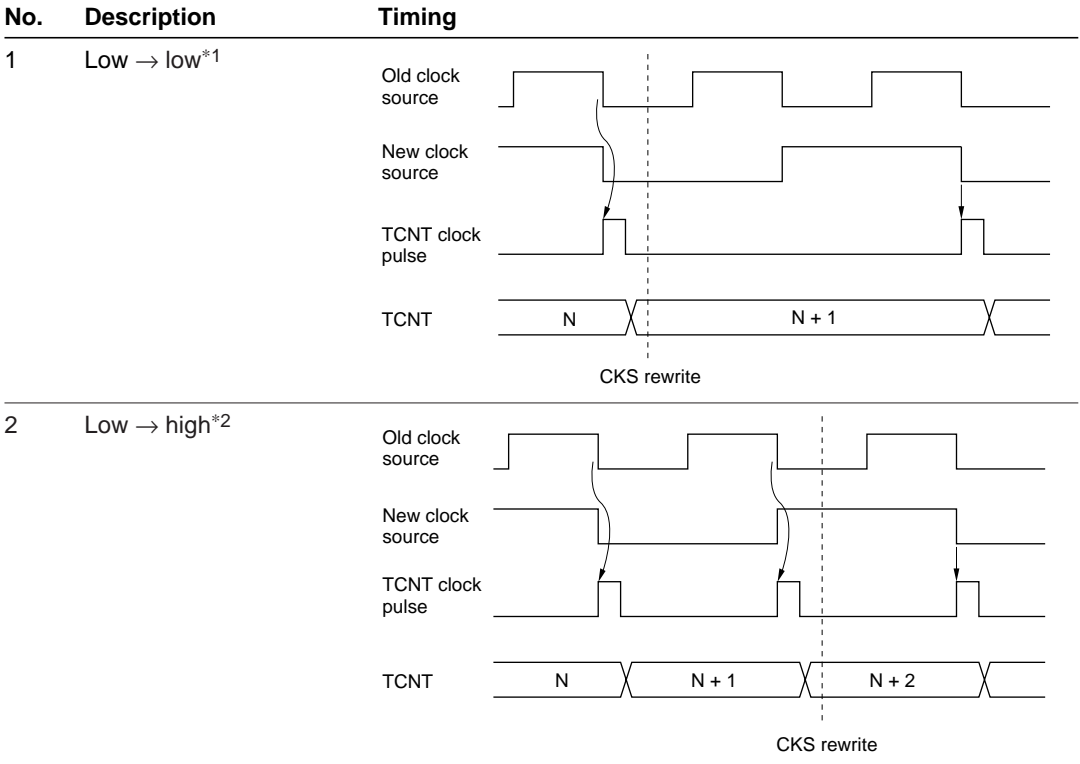 No. Description Timing
1 Low → low*1
Old clock
source
New clock
source
TCNT clock
pulse
TCNT N N + 1
CKS rewrite
2 Low → high*2
Old clock
source
New clock
source
TCNT clock
pulse
TCNT N N + 1 N + 2
CKS rewrite